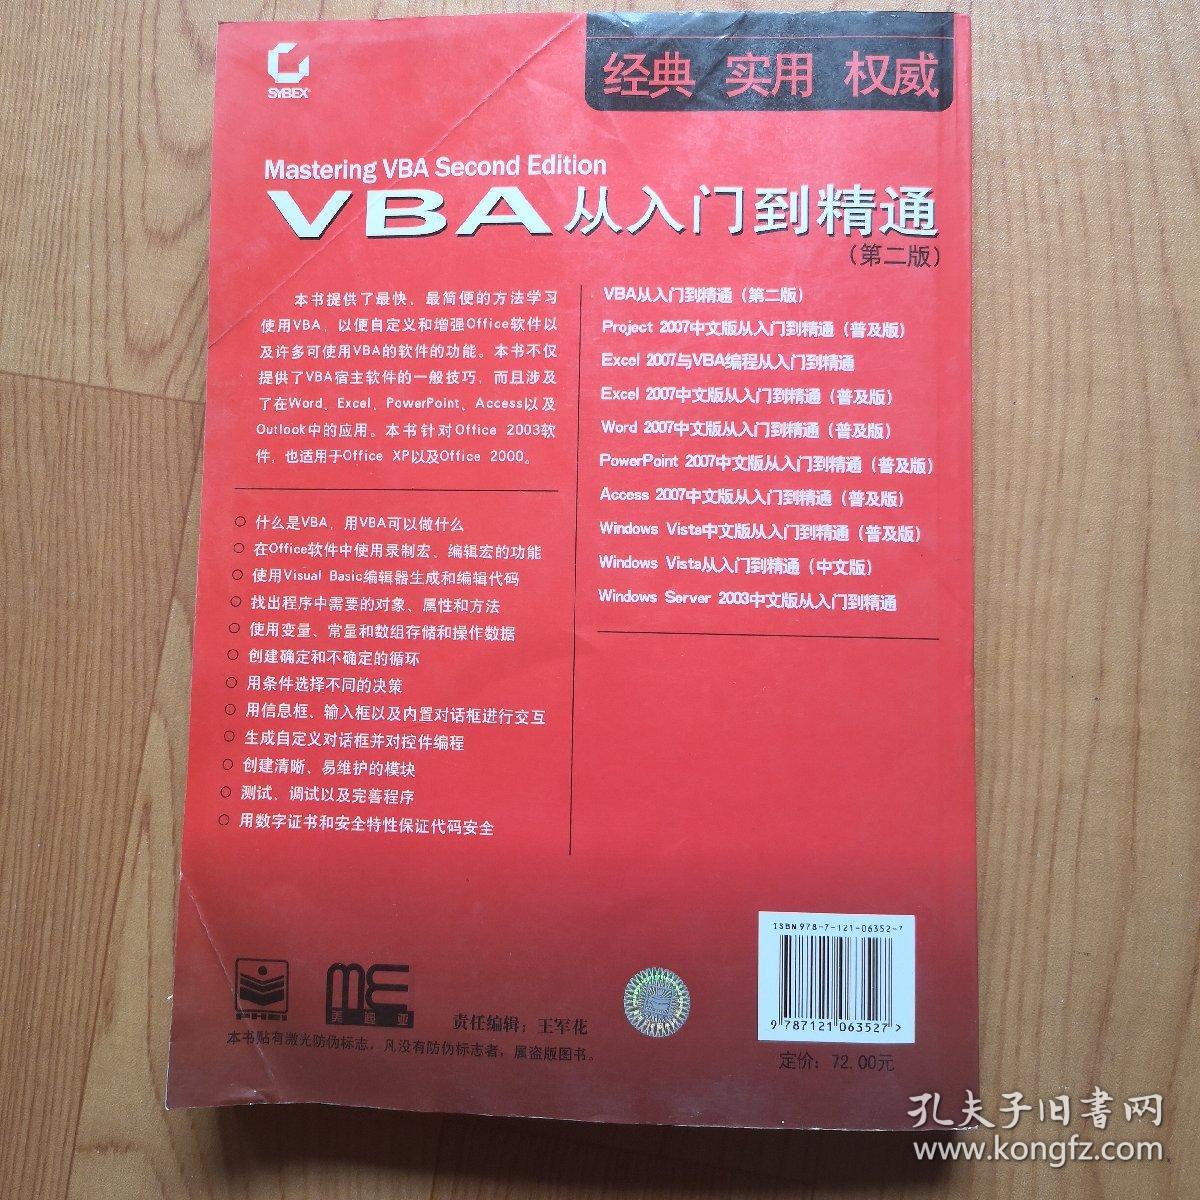 SYBEX
经典 实用 权威
Mastering VBA Second Edition
VBA从入门到精通
(第二版)
本书提供了最快、最简便的方法学习
使用VBA,以便自定义和增强Office软件以
及许多可使用VBA的软件的功能。本书不仅
提供了VBA宿主软件的一般技巧,而且涉及
了在Word、Excel、PowerPoint、Access以及
Outlook中的应用。本书针对Office 2003软
件,也适用于Office XP以及Office 2000。
○ 什么是VBA,用VBA可以做什么
○ 在Office软件中使用录制宏、编辑宏的功能
○ 使用Visual Basic编辑器生成和编辑代码
○ 找出程序中需要的对象、属性和方法
○ 使用变量、常量和数组存储和操作数据
○ 创建确定和不确定的循环
○ 用条件选择不同的决策
○ 用信息框、输入框以及内置对话框进行交互
○ 生成自定义对话框并对控件编程
○ 创建清晰、易维护的模块
○ 测试、调试以及完善程序
○ 用数字证书和安全特性保证代码安全
VBA从入门到精通(第二版)
Project 2007中文版从入门到精通(普及版)
Excel 2007与VBA编程从入门到精通
Excel 2007中文版从入门到精通(普及版)
Word 2007中文版从入门到精通(普及版)
PowerPoint 2007中文版从入门到精通(普及版)
Access 2007中文版从入门到精通(普及版)
Windows Vista中文版从入门到精通(普及版)
Windows Vista从入门到精通(中文版)
Windows Server 2003中文版从入门到精通
PHEI
美迪亚
责任编辑:王军花
本书贴有激光防伪标志,凡没有防伪标志者,属盗版图书。
ISBN 978-7-121-06352-7
9 787121 063527 >
定价:72.00元
孔夫子旧書网
www.kongfz.com